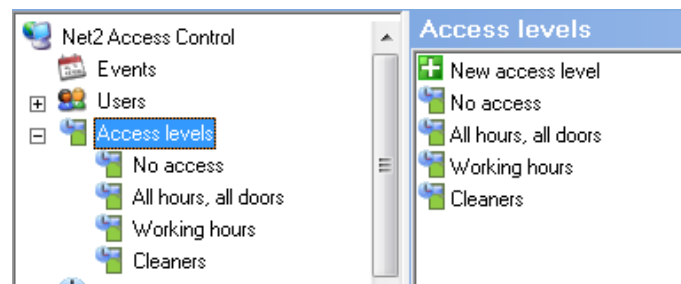 Net2 Access Control
Events
Users
Access levels
No access
All hours, all doors
Working hours
Cleaners
Access levels
New access level
No access
All hours, all doors
Working hours
Cleaners